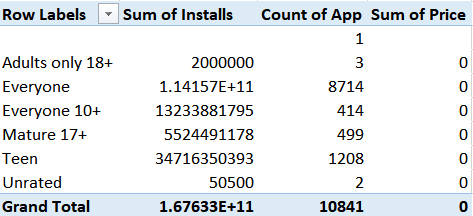 Row Labels Sum of Installs Count of App Sum of Price
1
Adults only 18+ 2000000 3 0
Everyone 1.14157E+11 8714 0
Everyone 10+ 13233881795 414 0
Mature 17+ 5524491178 499 0
Teen 34716350393 1208 0
Unrated 50500 2 0
Grand Total 1.67633E+11 10841 0